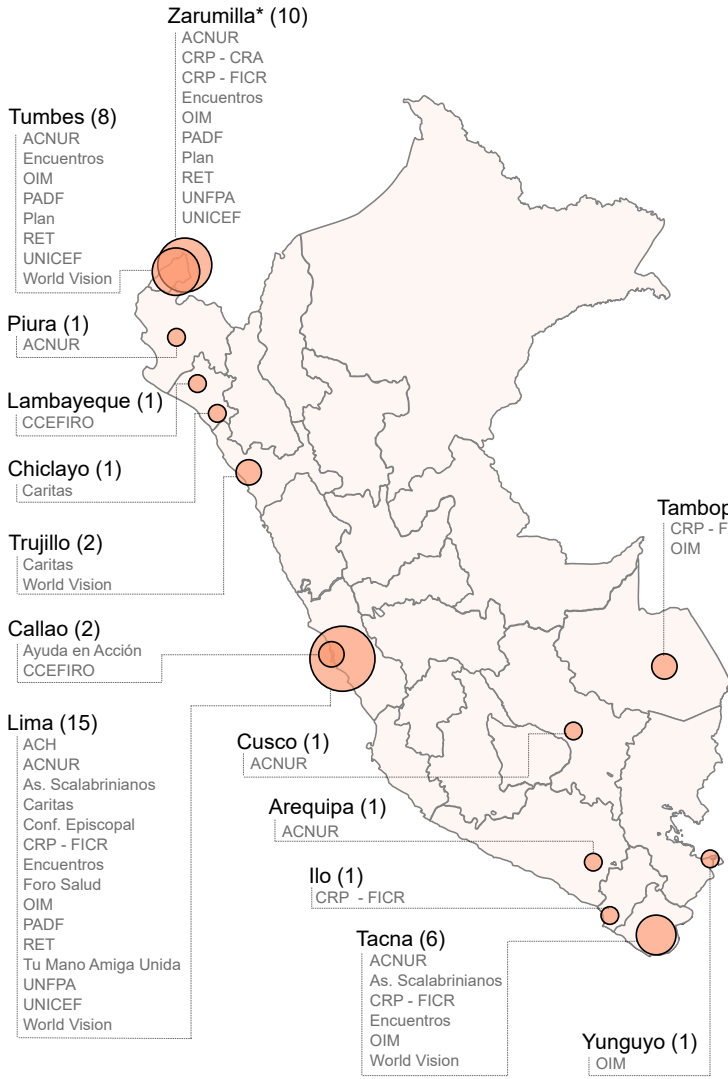 Zarumilla* (10)
ACNUR
CRP - CRA
CRP - FICR
Encuentros
OIM
PADF
Plan
RET
UNFPA
UNICEF
Tumbes (8)
ACNUR
Encuentros
OIM
PADF
Plan
RET
UNICEF
World Vision
Piura (1)
ACNUR
Lambayeque (1)
CCEFIRO
Chiclayo (1)
Caritas
Trujillo (2)
Caritas
World Vision
Callao (2)
Ayuda en Acción
CCEFIRO
Lima (15)
ACH
ACNUR
As. Scalabrinianos
Caritas
Conf. Episcopal
CRP - FICR
Encuentros
Foro Salud
OIM
PADF
RET
Tu Mano Amiga Unida
UNFPA
UNICEF
World Vision
Tambop
CRP - F
OIM
Cusco (1)
ACNUR
Arequipa (1)
ACNUR
Ilo (1)
CRP - FICR
Tacna (6)
ACNUR
As. Scalabrinianos
CRP - FICR
Encuentros
OIM
World Vision
Yunguyo (1)
OIM